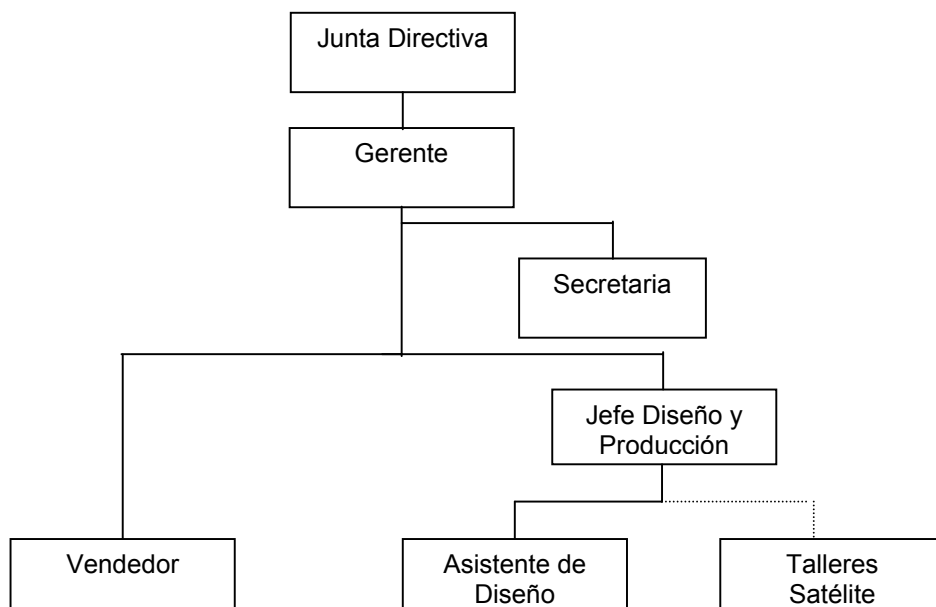 Junta Directiva
Gerente
Secretaria
Jefe Diseño y
Producción
Vendedor
Asistente de
Diseño
Talleres
Satélite